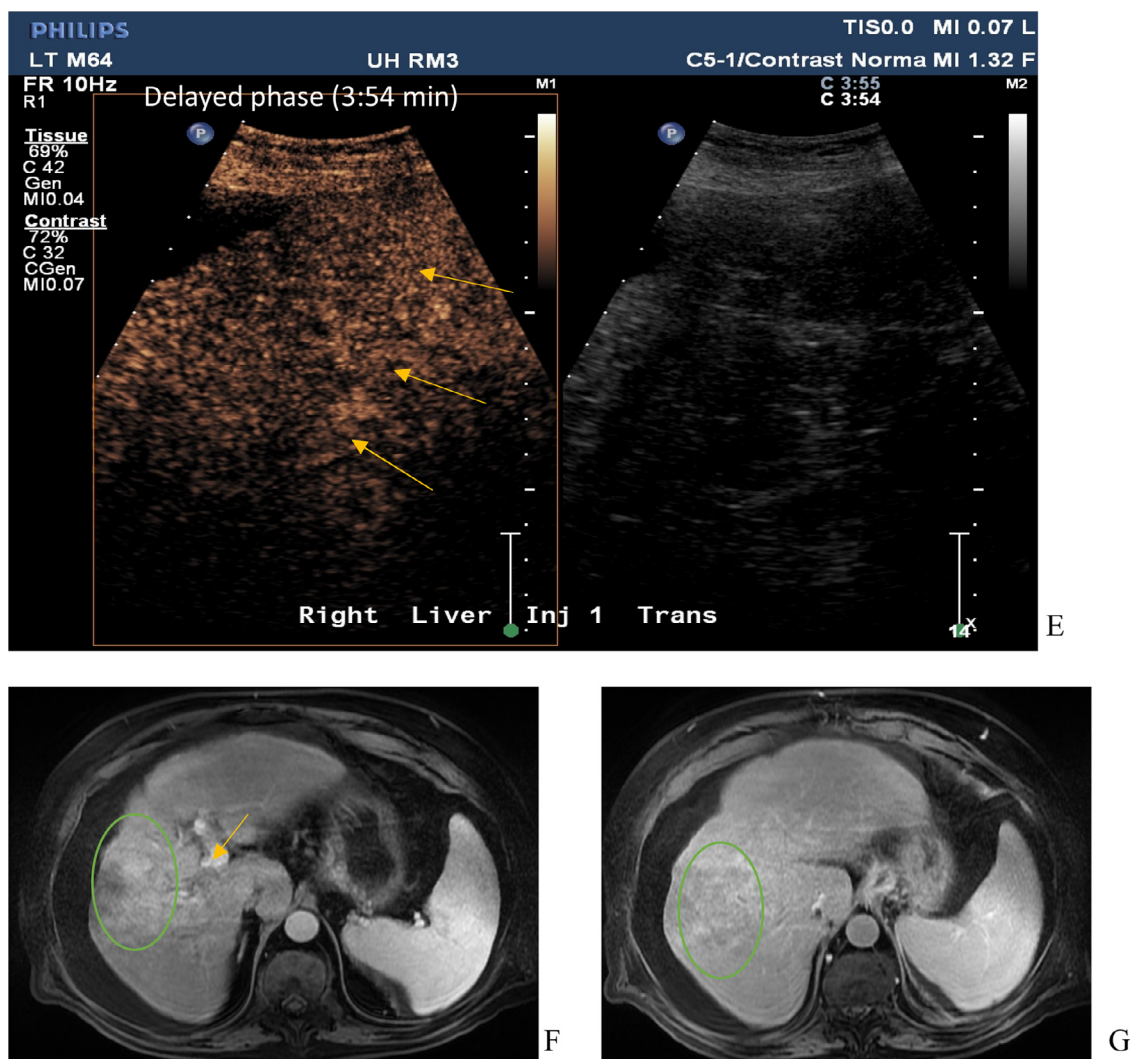 PHILIPS
TIS0.0 MI 0.07 L
LT M64 UH RM3 C5-1/Contrast Norma MI 1.32 F
FR 10Hz
R1
Delayed phase (3:54 min)
M1
C 3:55
C 3:54
M2
P
P
Tissue
69%
C 42
Gen
MI0.04
Contrast
72%
C 32
CGen
MI0.07
Right Liver Inj 1 Trans
14
x
E
F
G